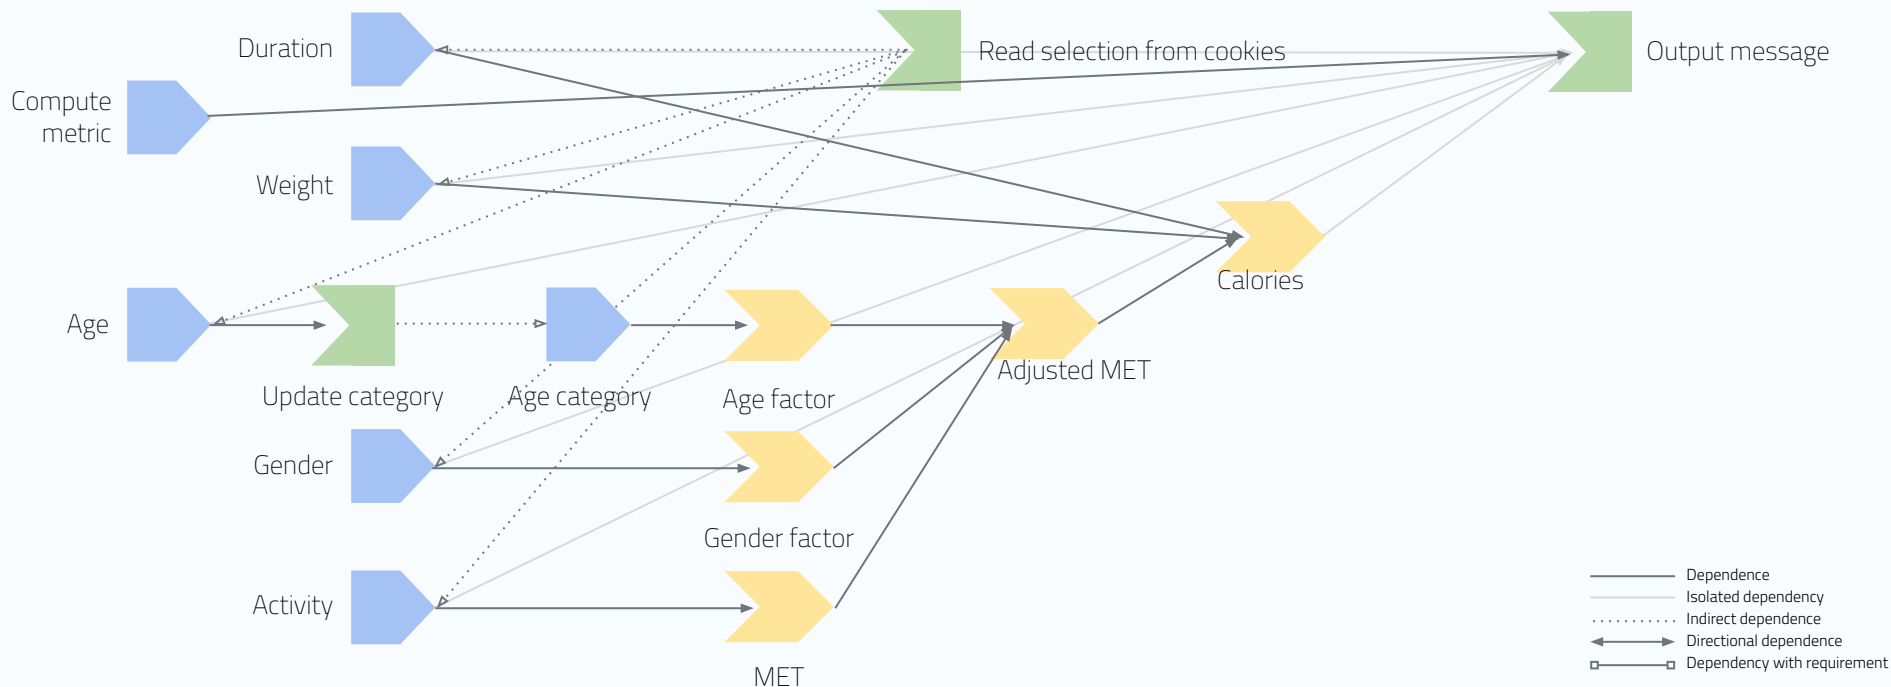 Duration
Read selection from cookies
Output message
Compute
metric
Weight
Calories
Age
Update category
Age category
Age factor
Adjusted MET
Gender
Gender factor
Activity
MET
Dependence
Isolated dependency
Indirect dependence
Directional dependence
Dependency with requirement